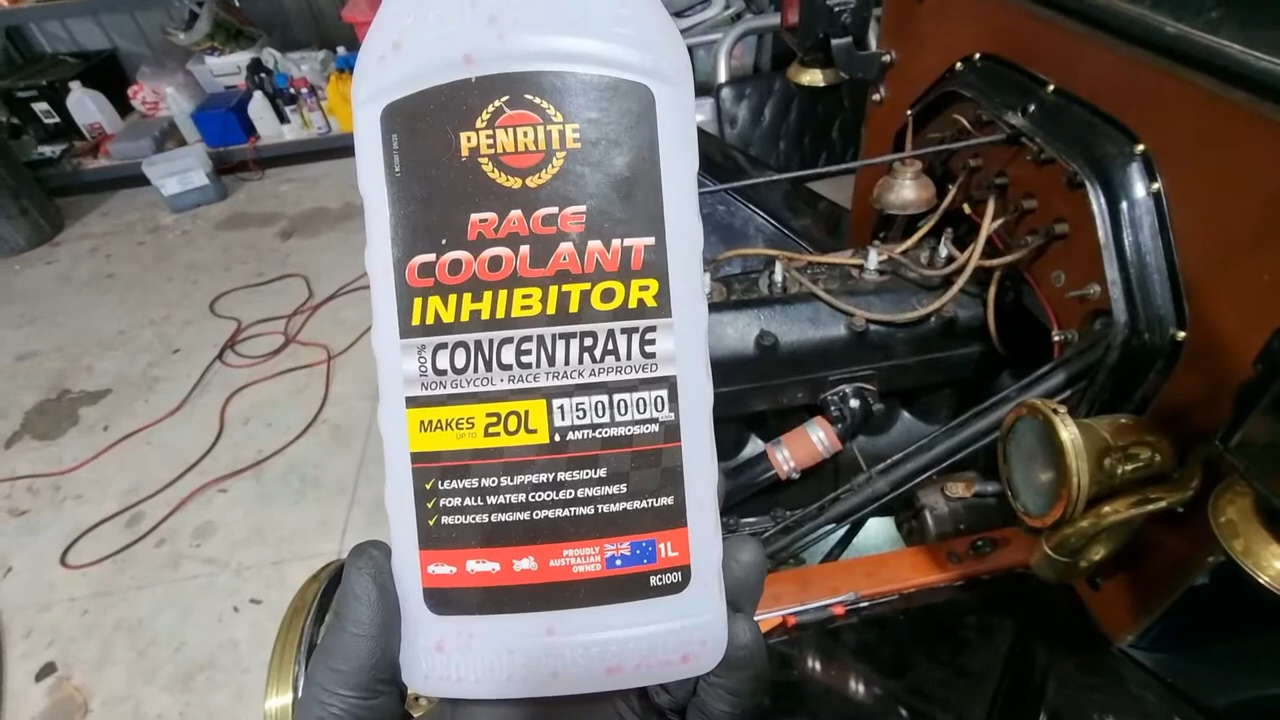 PENRITE
RACE
COOLANT
INHIBITOR
100% CONCENTRATE
NON GLYCOL • RACE TRACK APPROVED
MAKES UP TO 20L
150000 KMs
ANTI-CORROSION
LEAVES NO SLIPPERY RESIDUE
FOR ALL WATER COOLED ENGINES
REDUCES ENGINE OPERATING TEMPERATURE
PROUDLY
AUSTRALIAN
OWNED
1L
RCI001